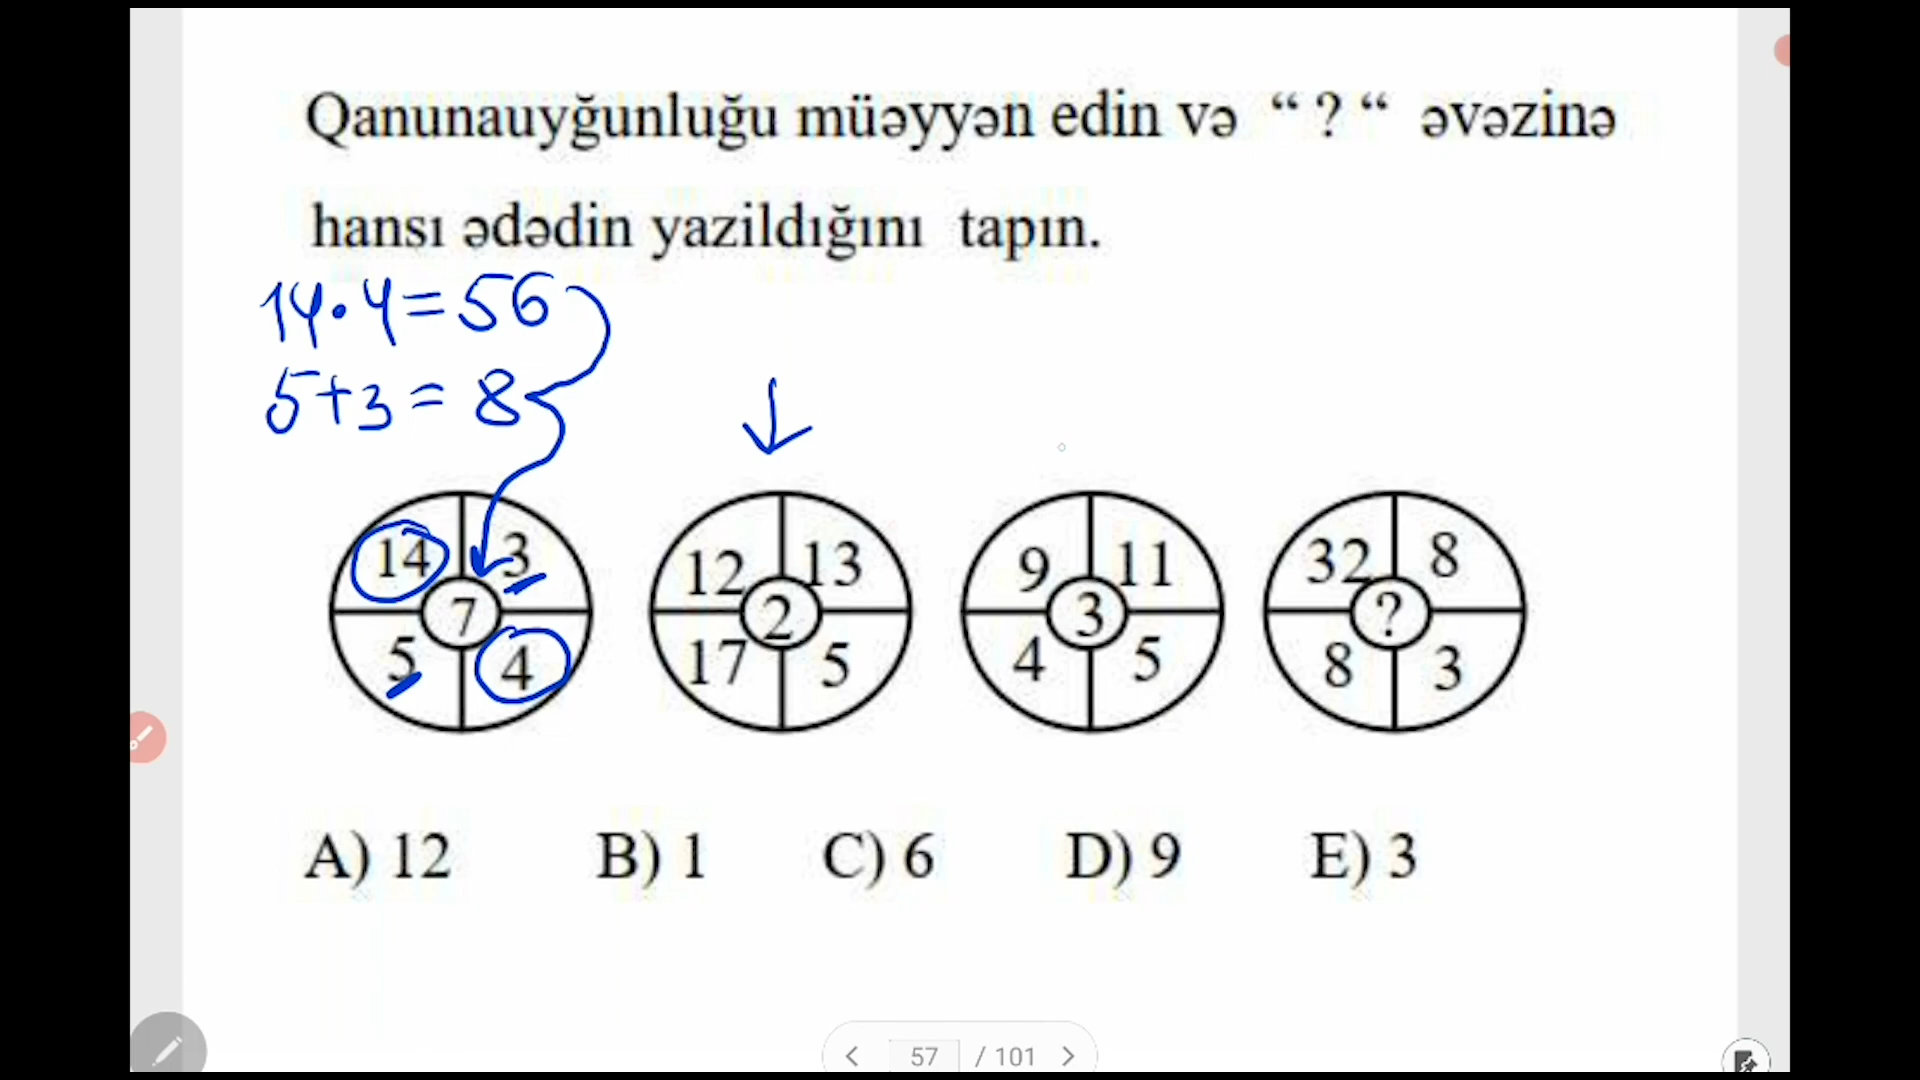 Qanunauyğunluğu müəyyən edin və “ ? “ əvəzinə
hansı ədədin yazildığını tapın.
14·4=56
5+3=8
14 3 7 5 4
12 13 2 17 5
9 11 3 4 5
32 8 ? 8 3
A) 12 B) 1 C) 6 D) 9 E) 3
57 / 101